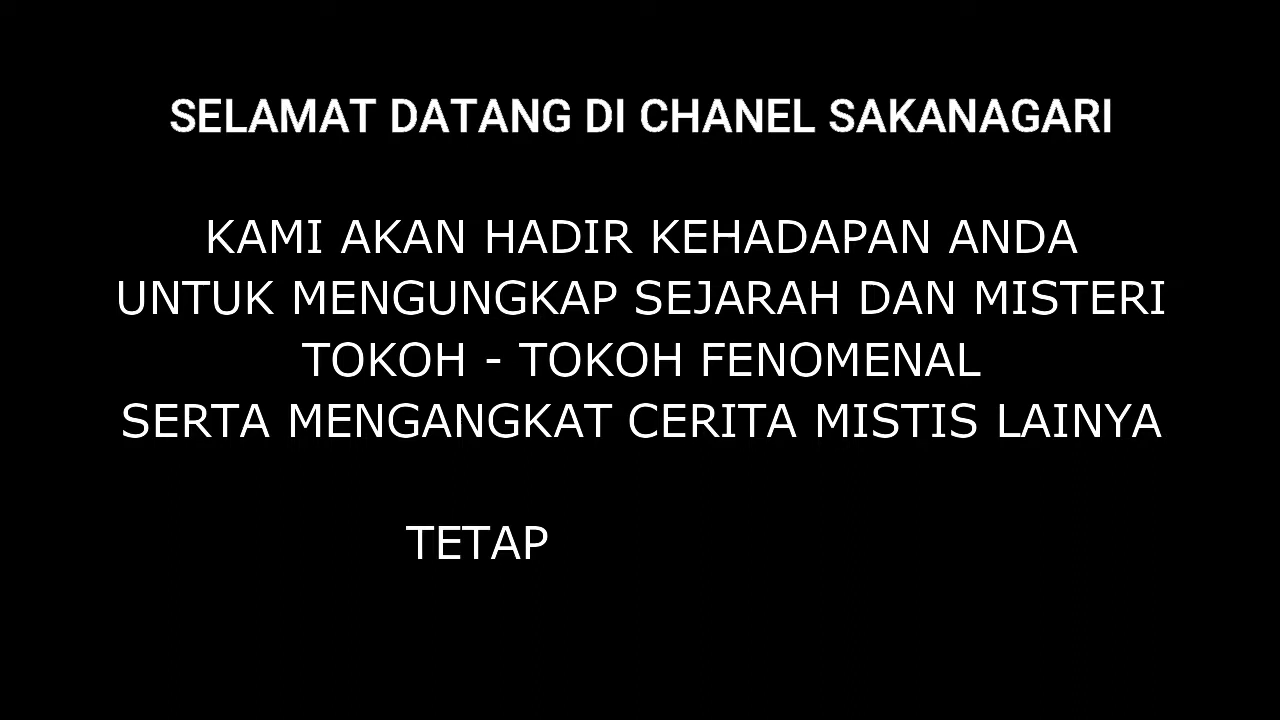 SELAMAT DATANG DI CHANEL SAKANAGARI
KAMI AKAN HADIR KEHADAPAN ANDA
UNTUK MENGUNGKAP SEJARAH DAN MISTERI
TOKOH - TOKOH FENOMENAL
SERTA MENGANGKAT CERITA MISTIS LAINYA
TETAP